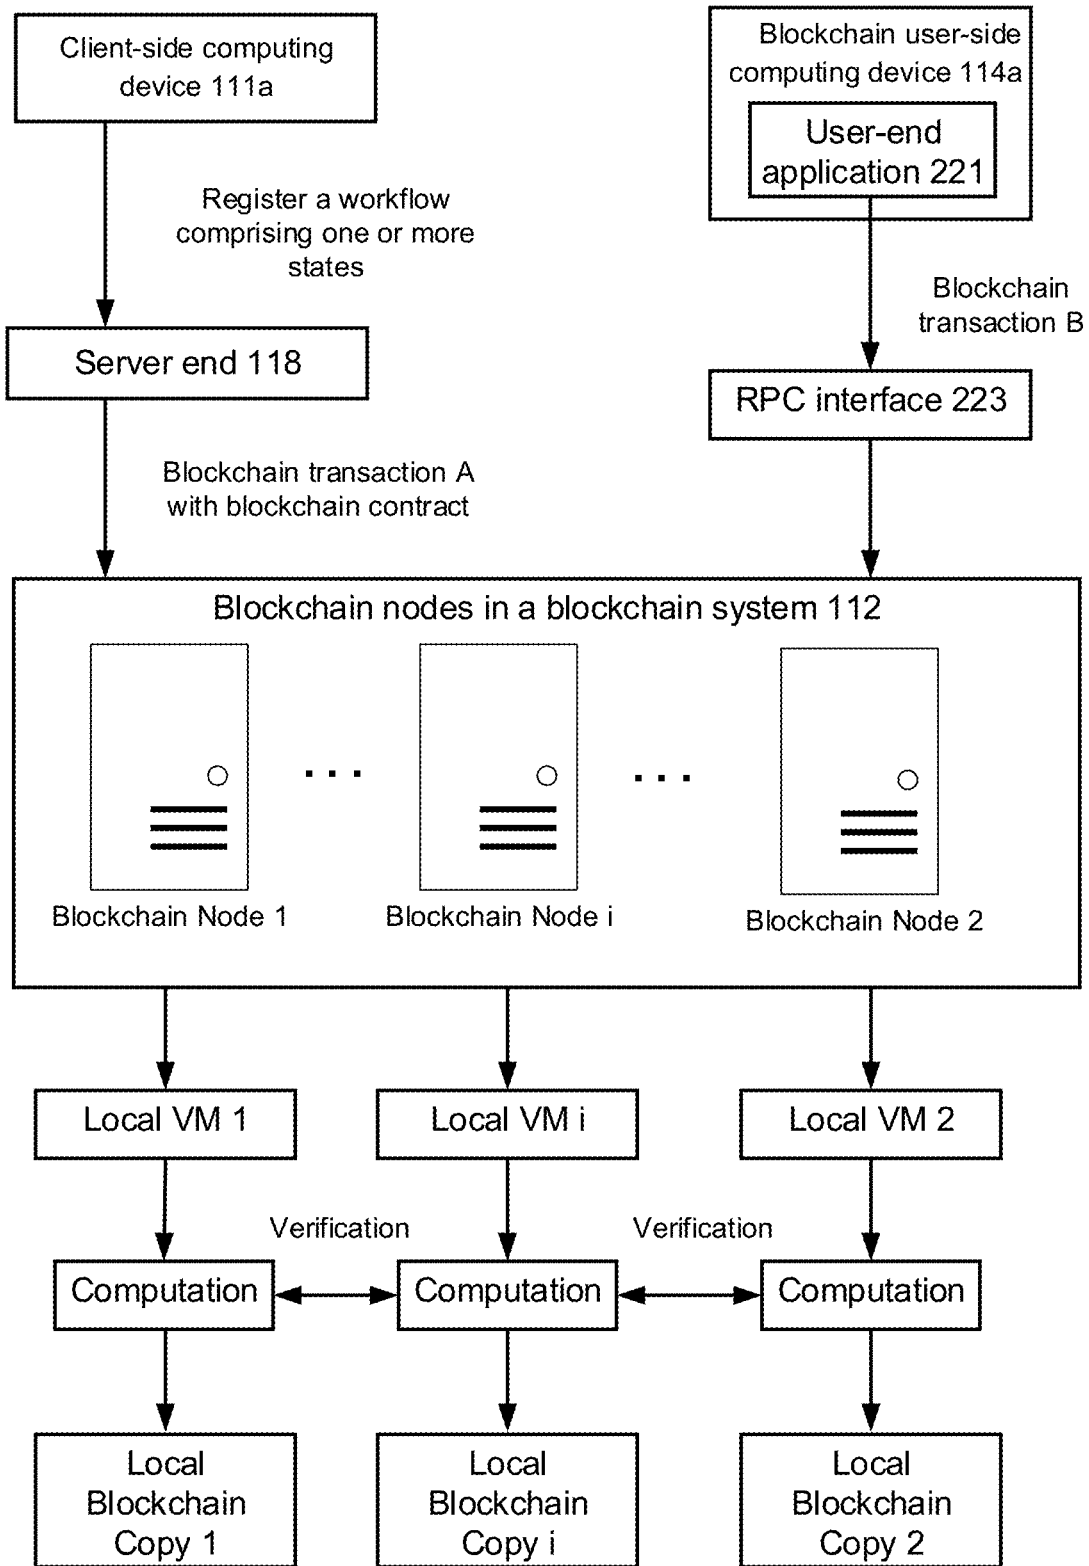 Client-side computing
device 111a
Blockchain user-side
computing device 114a
User-end
application 221
Register a workflow
comprising one or more
states
Blockchain
transaction B
Server end 118
RPC interface 223
Blockchain transaction A
with blockchain contract
Blockchain nodes in a blockchain system 112
. . .
. . .
Blockchain Node 1
Blockchain Node i
Blockchain Node 2
Local VM 1
Local VM i
Local VM 2
Verification
Verification
Computation
Computation
Computation
Local
Blockchain
Copy 1
Local
Blockchain
Copy i
Local
Blockchain
Copy 2